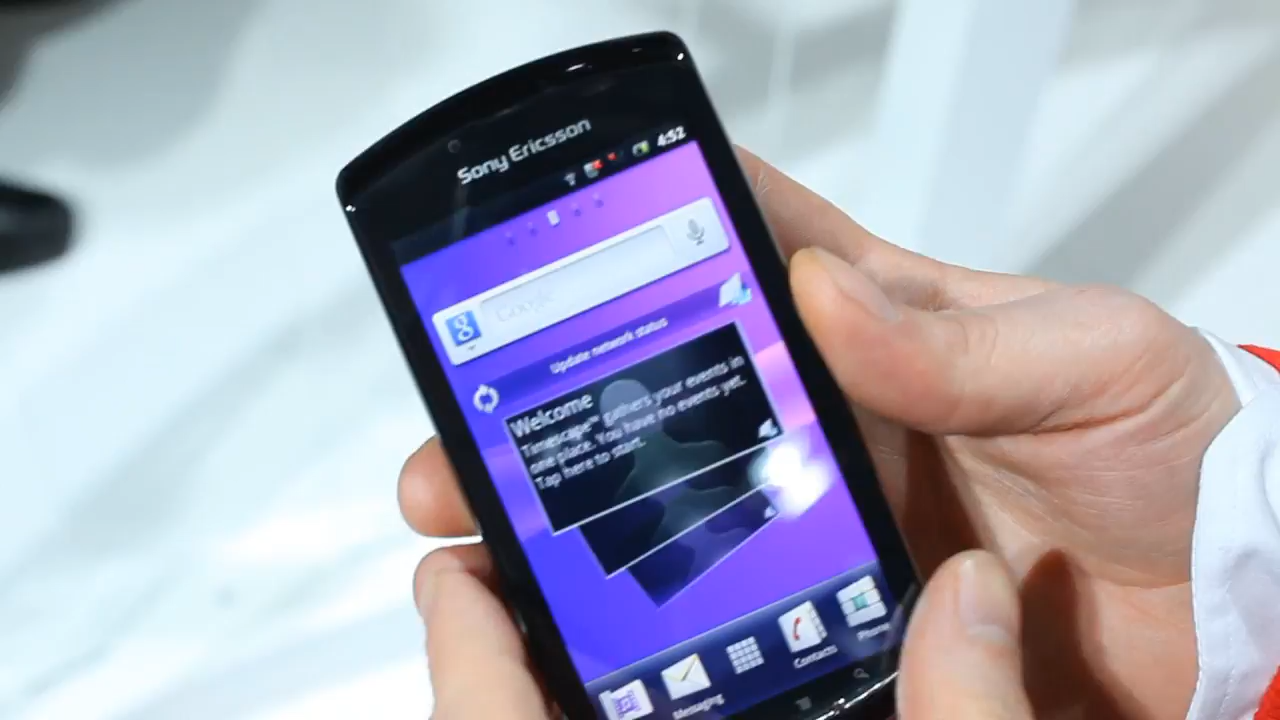 Sony Ericsson
4:52
Google
g
Update network status
Welcome
Timescape™ gathers your events in
one place. You have no events yet.
Tap here to start.
Messaging
Contacts
Phone